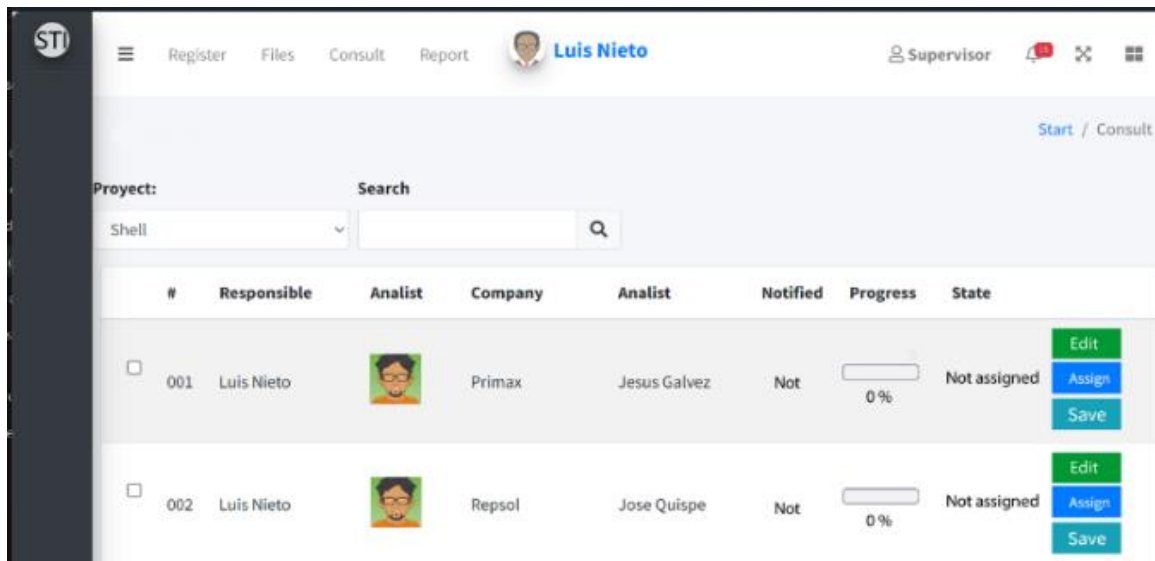 STI
Register Files Consult Report Luis Nieto Supervisor
Start / Consult
Proyect: Search
Shell
# Responsible Analist Company Analist Notified Progress State
Edit
001 Luis Nieto Primax Jesus Galvez Not 0 % Not assigned Assign
Save
Edit
002 Luis Nieto Repsol Jose Quispe Not 0 % Not assigned Assign
Save